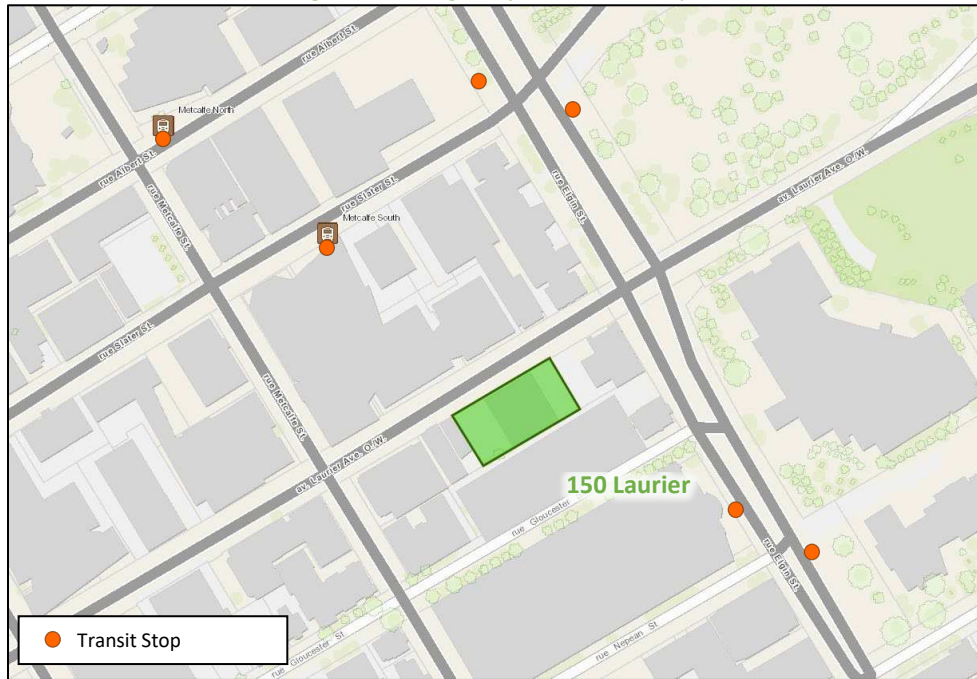 rue Albert St.
Metcalfe North
rue Albert St.
rue Metcalfe St.
rue Slater St.
Metcalfe South
rue Elgin St.
av. Laurier Ave. O./W.
rue Slater St.
rue Metcalfe St.
av. Laurier Ave. O./W.
150 Laurier
rue Gloucester
rue Elgin St.
rue Gloucester St
rue Nepean St
Transit Stop